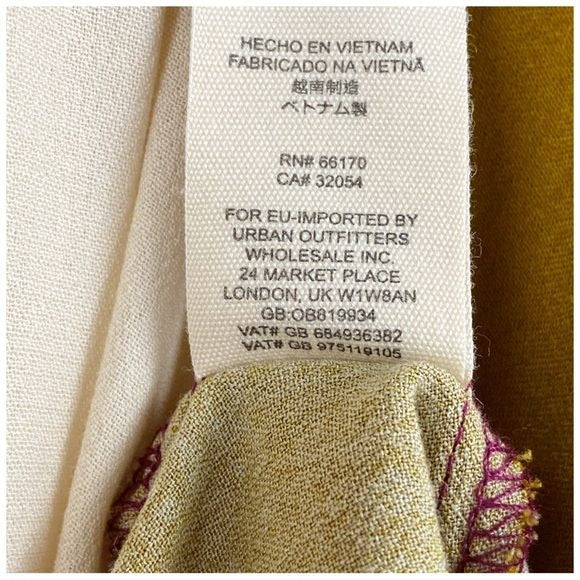 HECHO EN VIETNAM
FABRICADO NA VIETNÃ
越南制造
ベトナム製
RN# 66170
CA# 32054
FOR EU-IMPORTED BY
URBAN OUTFITTERS
WHOLESALE INC.
24 MARKET PLACE
LONDON, UK W1W8AN
GB:OB819934
VAT# GB 684936382
VAT# GB 975119105